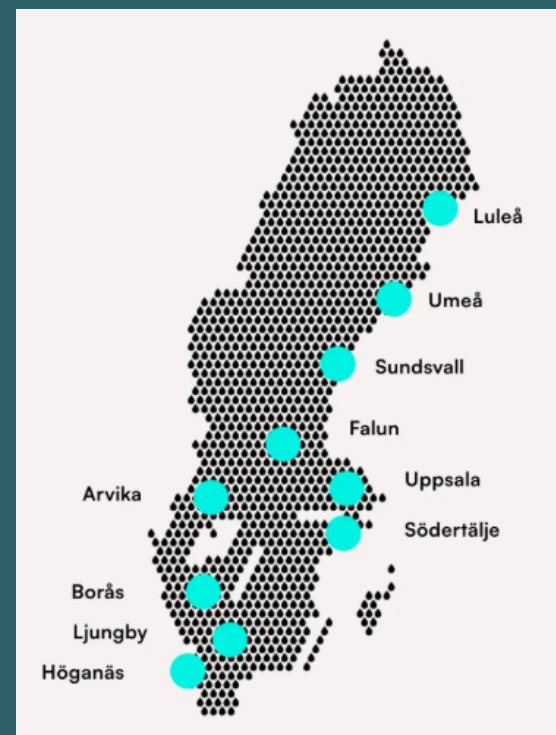 Luleå
Umeå
Sundsvall
Falun
Uppsala
Arvika
Södertälje
Borås
Ljungby
Höganäs